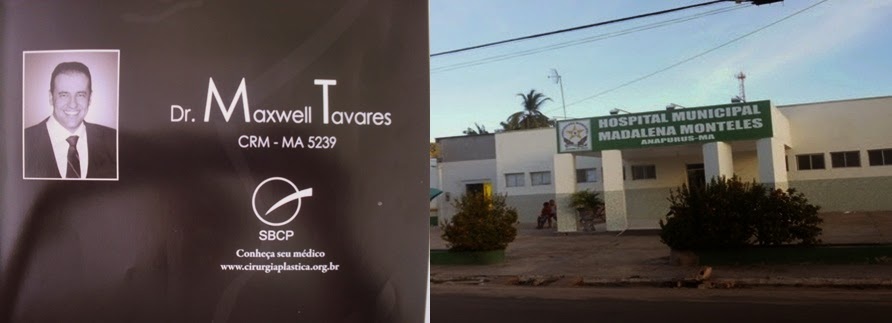 Dr. Maxwell Tavares
CRM - MA 5239
SBCP
Conheça seu médico
www.cirurgiaplastica.org.br
HOSPITAL MUNICIPAL
MADALENA MONTELES
ANAPURUS-MA